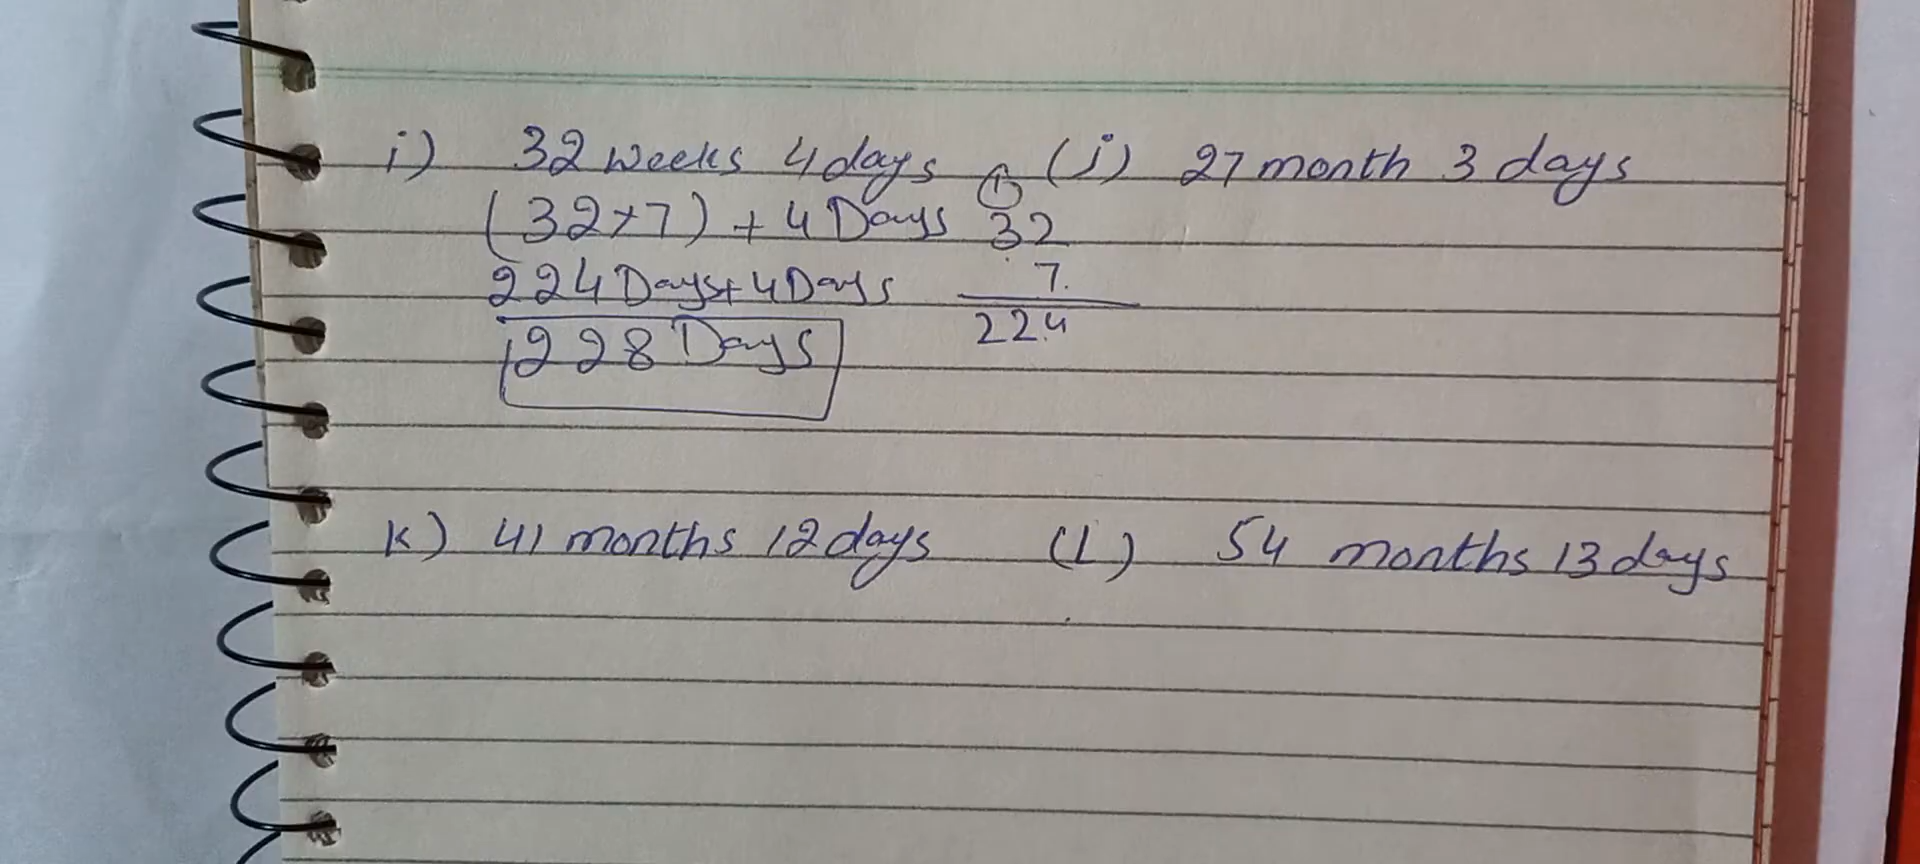 i) 32 weeks 4 days (j) 27 month 3 days
(32×7) + 4 Days
224 Days + 4 Days
228 Days
1
32
7
224
k) 41 months 12 days (L) 54 months 13 days